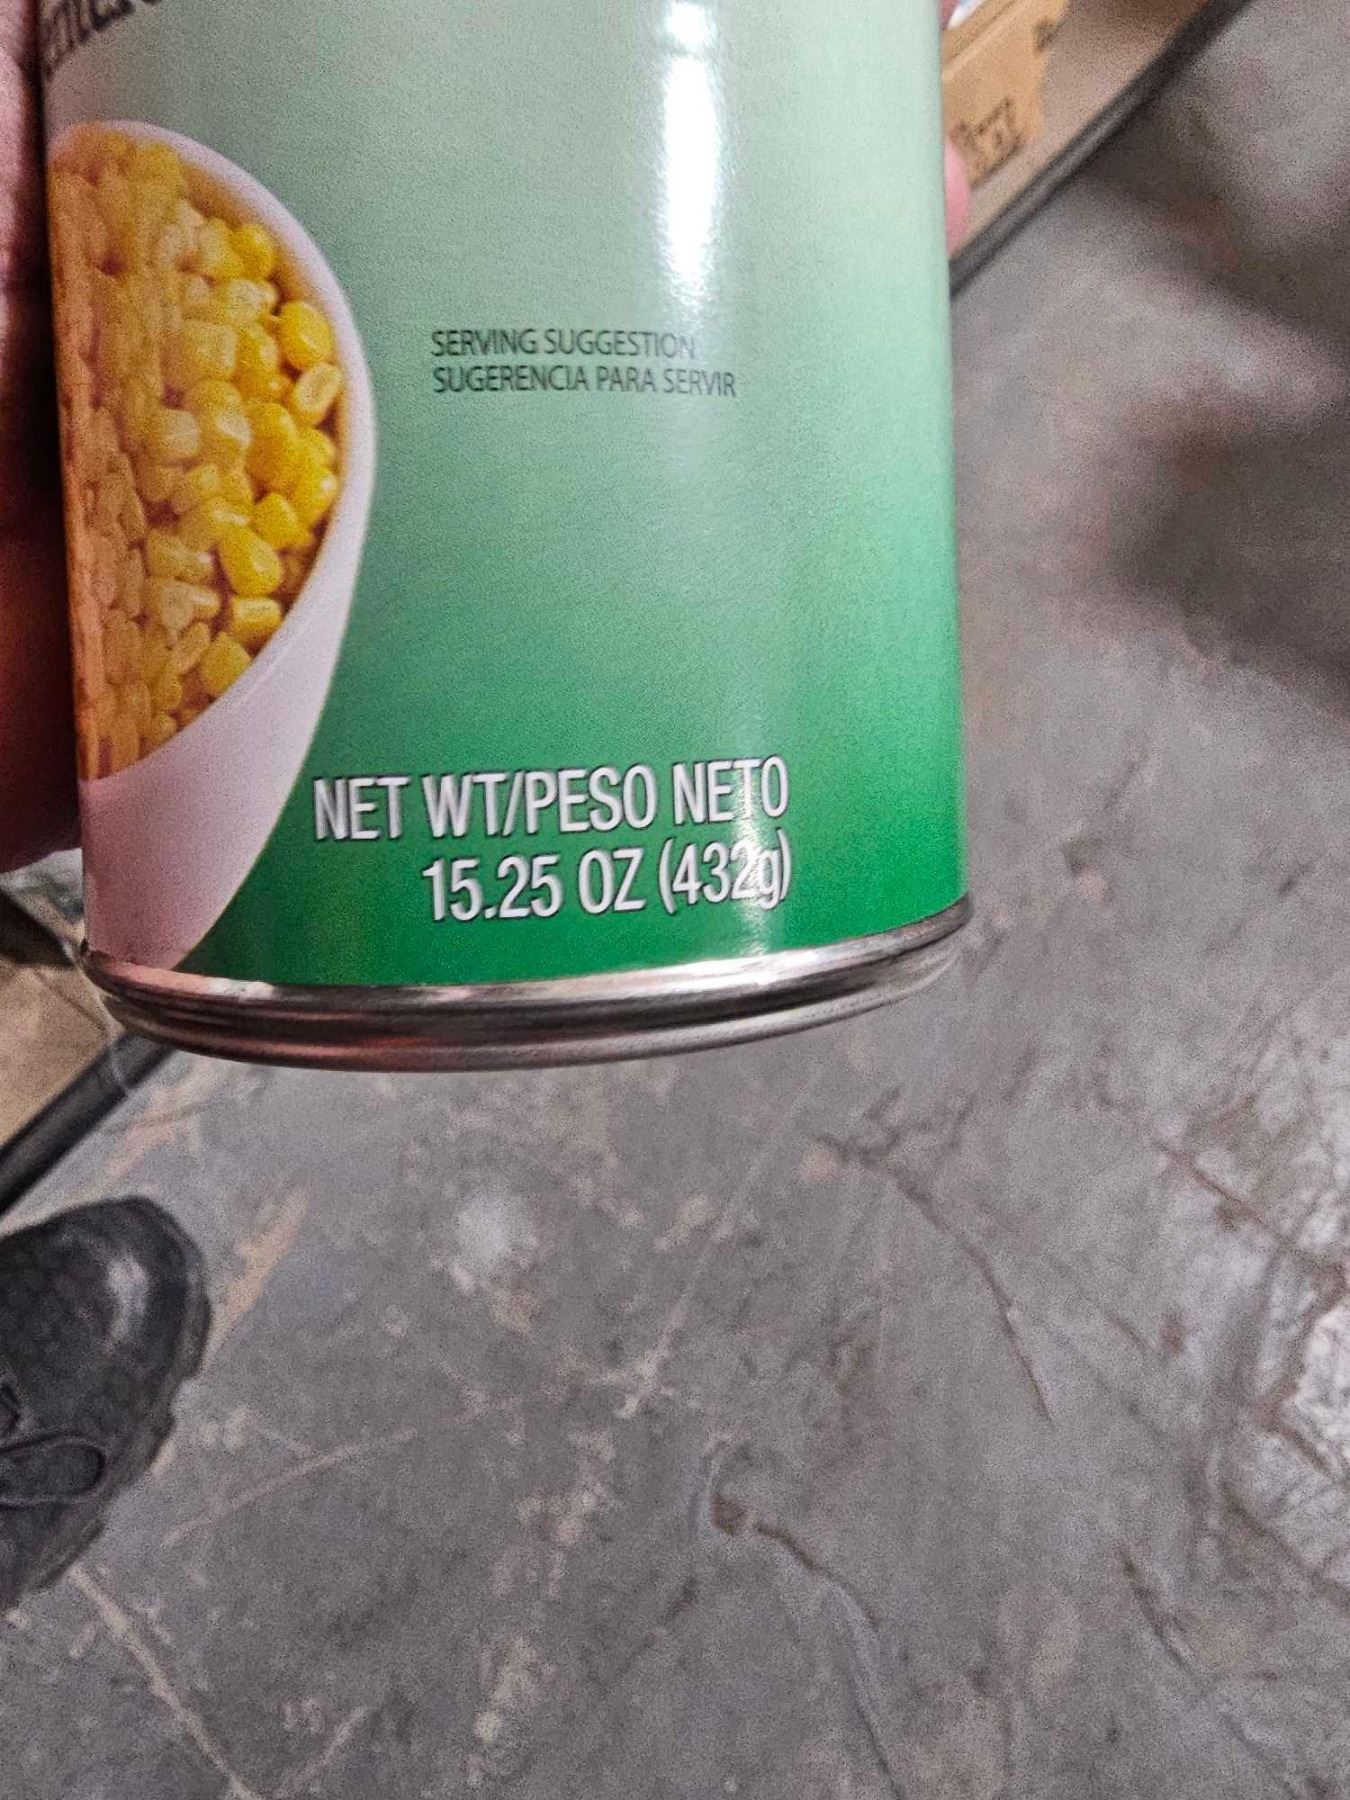 SERVING SUGGESTION
SUGERENCIA PARA SERVIR
NET WT/PESO NETO
15.25 OZ (432g)